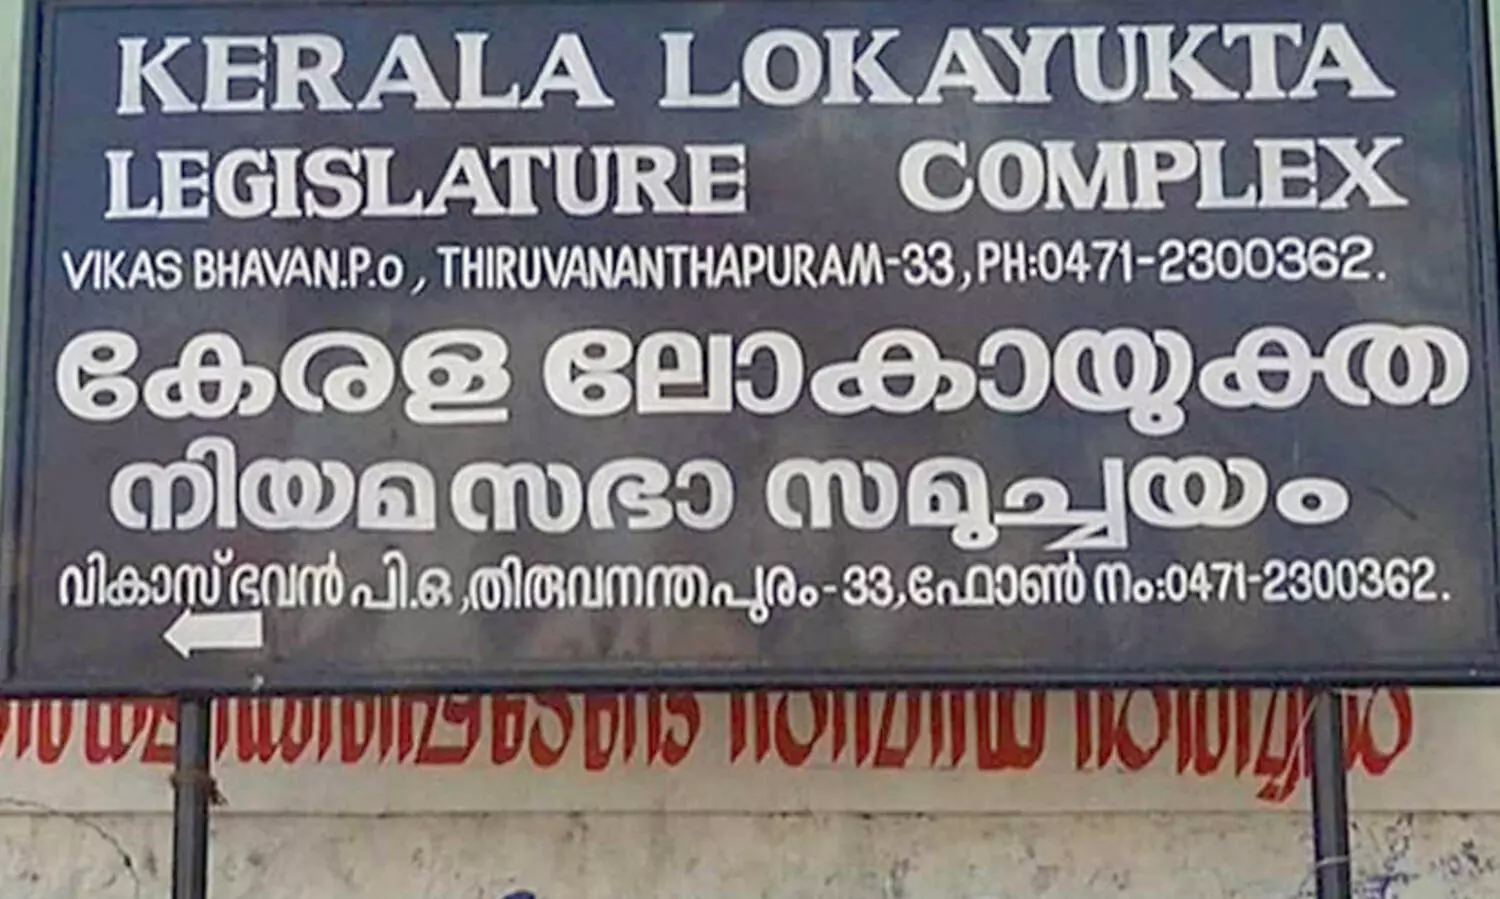 KERALA LOKAYUKTA
LEGISLATURE COMPLEX
VIKAS BHAVAN.P.O, THIRUVANANTHAPURAM-33, PH:0471-2300362.
കേരള ലോകായുക്ത
നിയമസഭാ സമുച്ചയം
വികാസ് ഭവൻ പി.ഒ, തിരുവനന്തപുരം-33, ഫോൺ നം:0471-2300362.